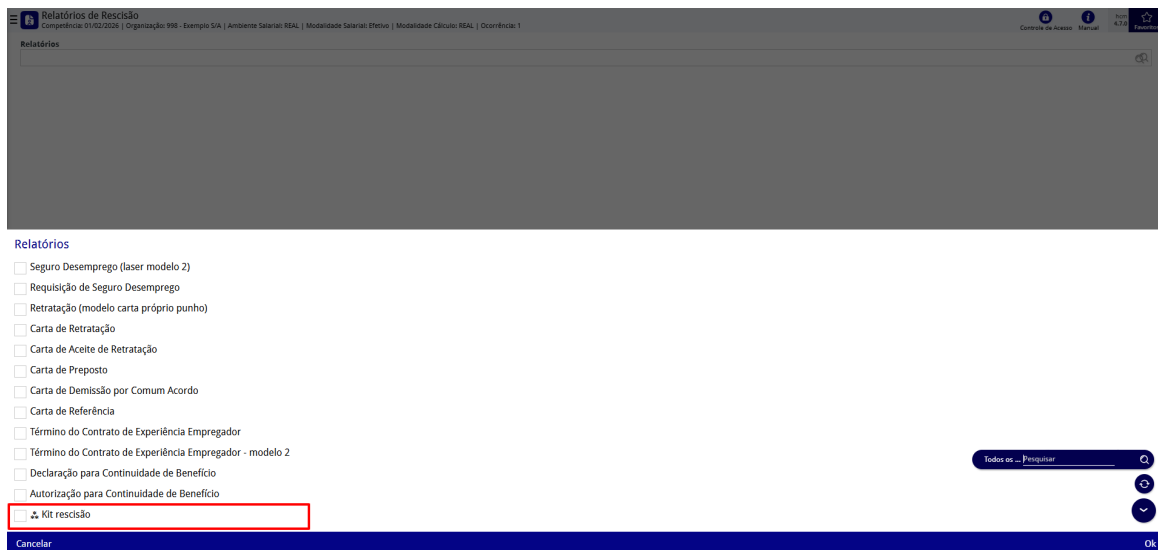 Relatórios de Rescisão
Competência: 01/02/2026 | Organização: 998 - Exemplo S/A | Ambiente Salarial: REAL | Modalidade Salarial: Efetivo | Modalidade Cálculo: REAL | Ocorrência: 1
Controle de Acesso
Manual
hcm
4.7.0
Favoritos
Relatórios
Relatórios
Seguro Desemprego (laser modelo 2)
Requisição de Seguro Desemprego
Retratação (modelo carta próprio punho)
Carta de Retratação
Carta de Aceite de Retratação
Carta de Preposto
Carta de Demissão por Comum Acordo
Carta de Referência
Término do Contrato de Experiência Empregador
Término do Contrato de Experiência Empregador - modelo 2
Declaração para Continuidade de Benefício
Autorização para Continuidade de Benefício
Kit rescisão
Todos os ... Pesquisar
Cancelar
Ok